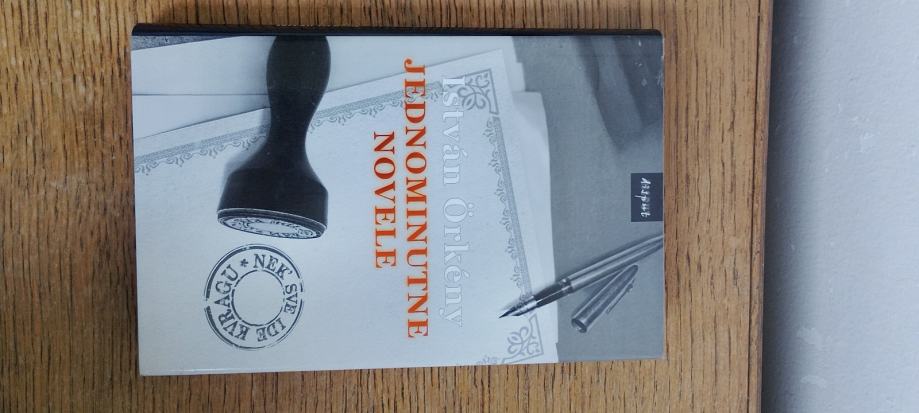 István Örkény
JEDNOMINUTNE
NOVELE
NEK' SVE IDE KVRAGU *